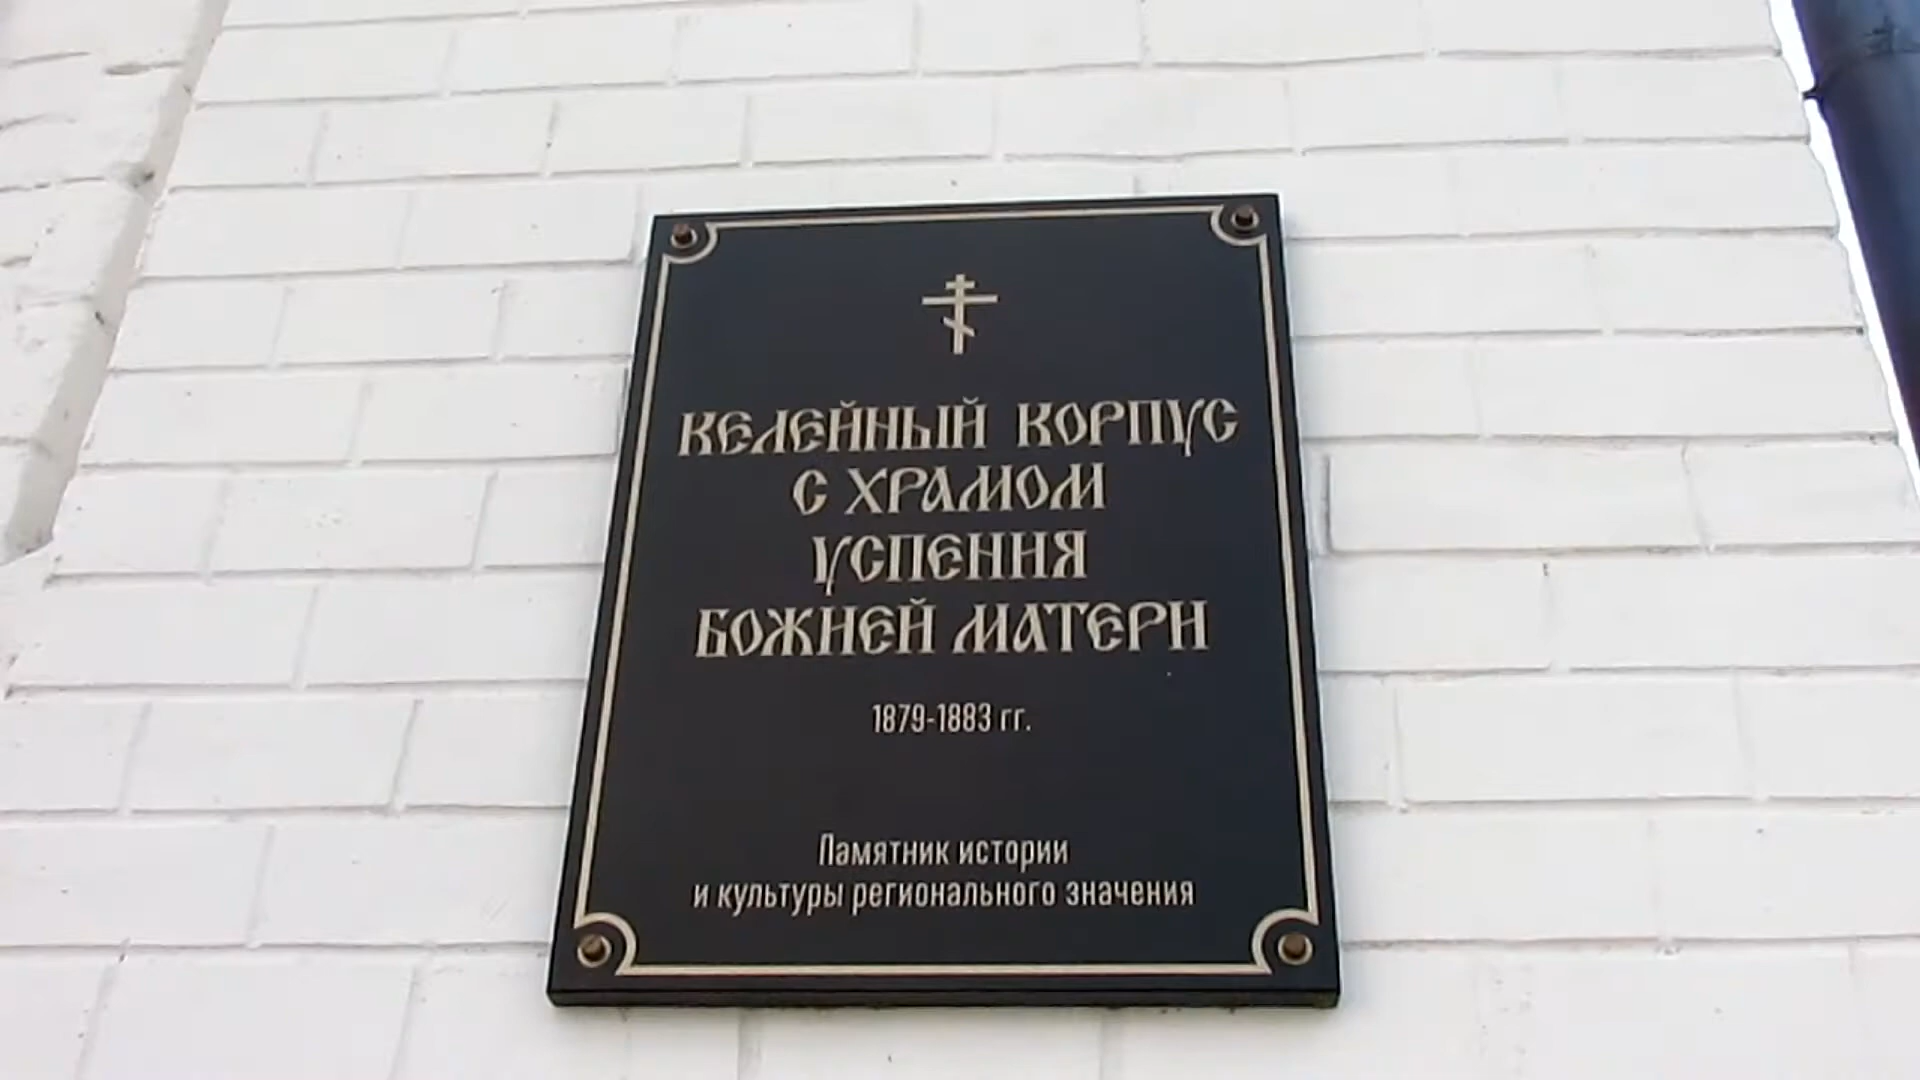 КЕЛЕЙНЫЙ КОРПУС
С ХРАМОМ
УСПЕНИЯ
БОЖИЕЙ МАТЕРИ
1879-1883 гг.
Памятник истории
и культуры регионального значения